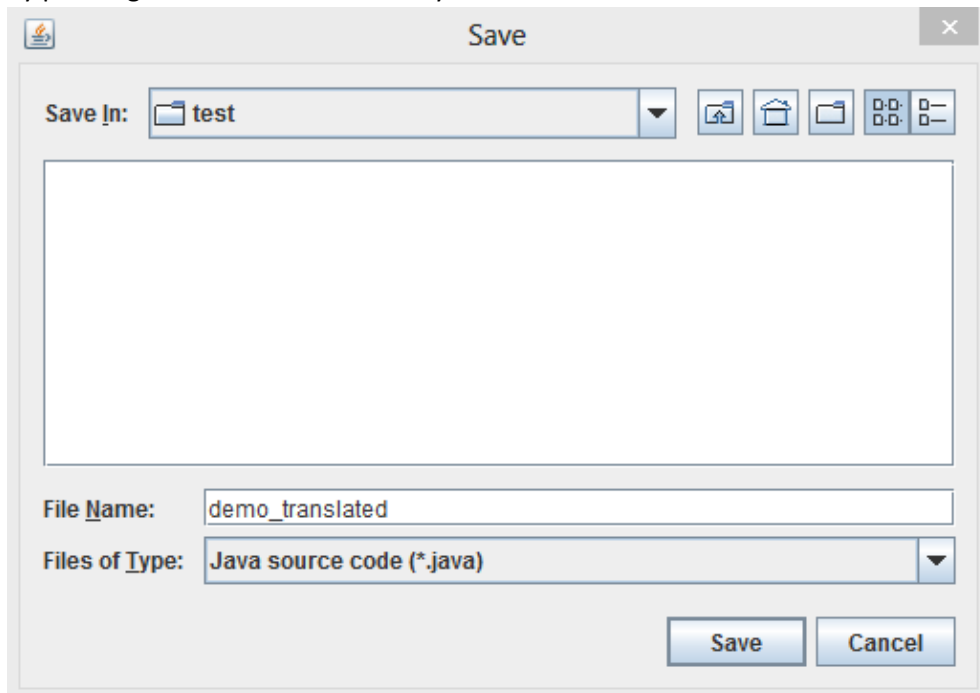 Save
Save In: test
File Name: demo_translated
Files of Type: Java source code (*.java)
Save Cancel